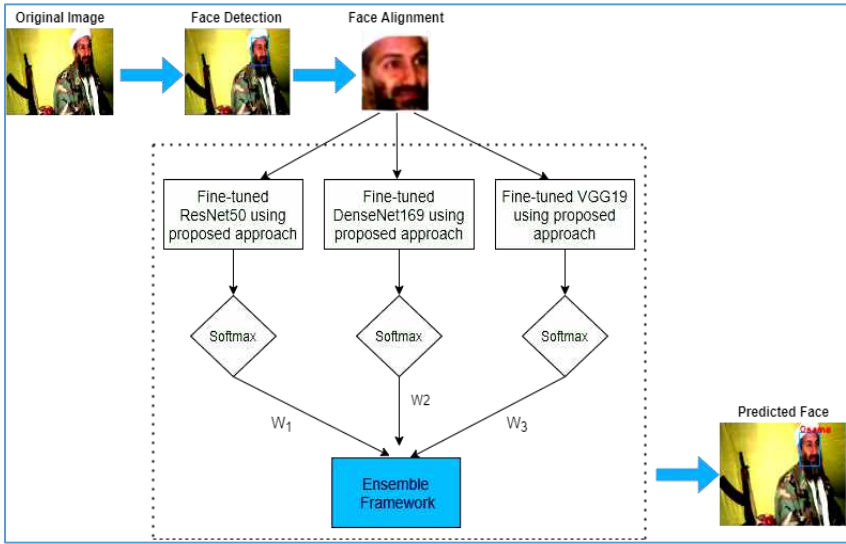 Original Image
Face Detection
Face Alignment
Fine-tuned
ResNet50 using
proposed approach
Fine-tuned
DenseNet169 using
proposed approach
Fine-tuned VGG19
using proposed
approach
Softmax
Softmax
Softmax
W1
W2
W3
Ensemble
Framework
Predicted Face
Osama